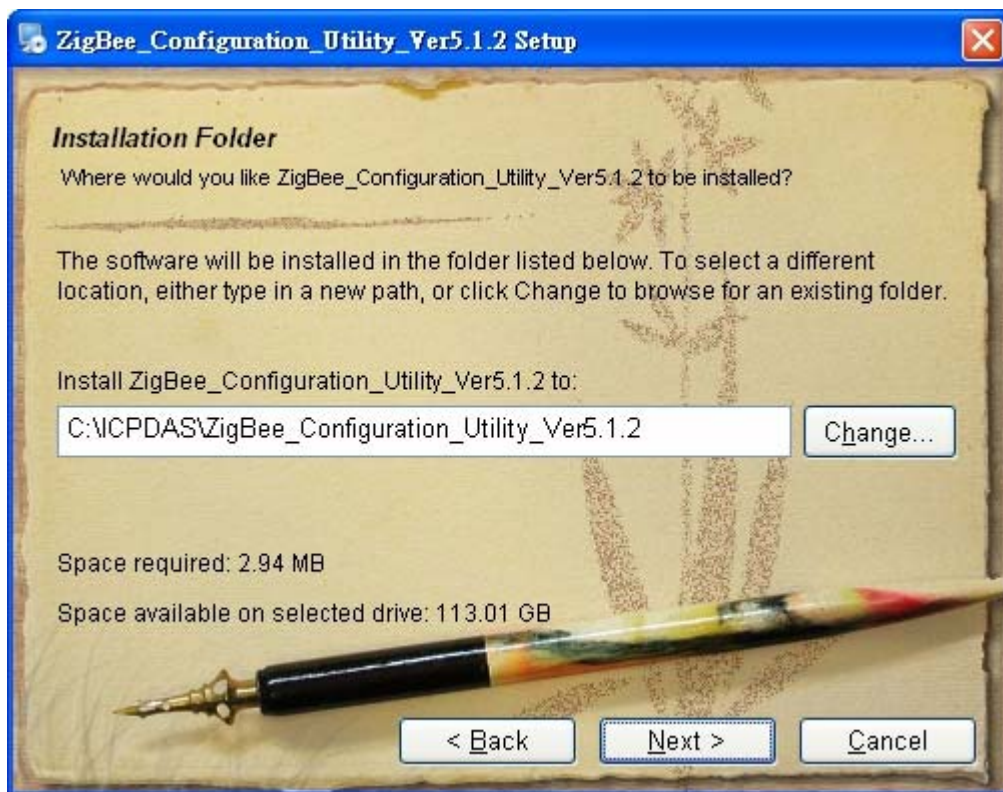 ZigBee_Configuration_Utility_Ver5.1.2 Setup
Installation Folder
Where would you like ZigBee_Configuration_Utility_Ver5.1.2 to be installed?
The software will be installed in the folder listed below. To select a different
location, either type in a new path, or click Change to browse for an existing folder.
Install ZigBee_Configuration_Utility_Ver5.1.2 to:
C:\ICPDAS\ZigBee_Configuration_Utility_Ver5.1.2
Change...
Space required: 2.94 MB
Space available on selected drive: 113.01 GB
< Back
Next >
Cancel